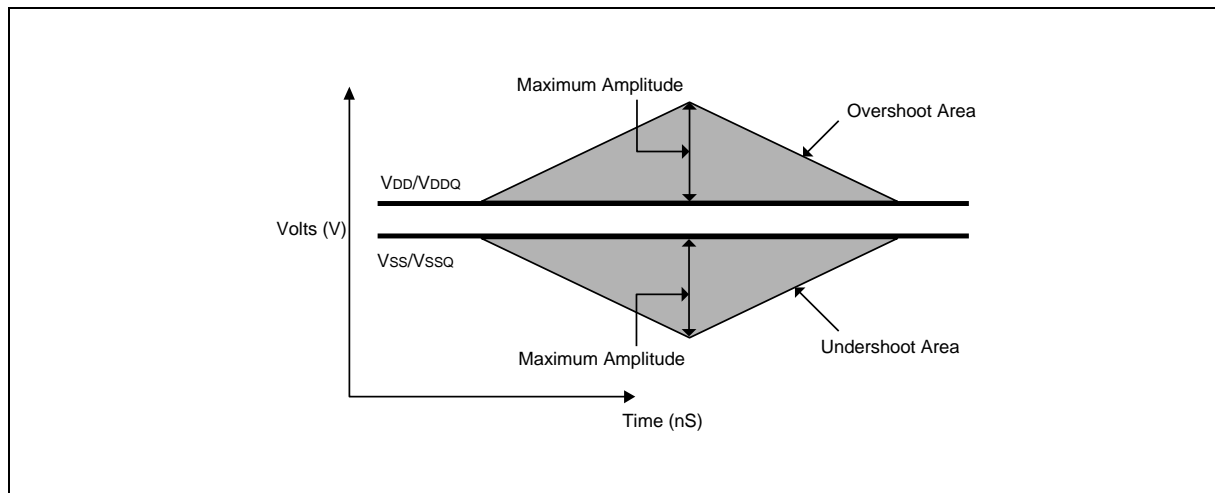 Maximum Amplitude
Overshoot Area
VDD/VDDQ
Volts (V)
VSS/VSSQ
Maximum Amplitude
Undershoot Area
Time (nS)